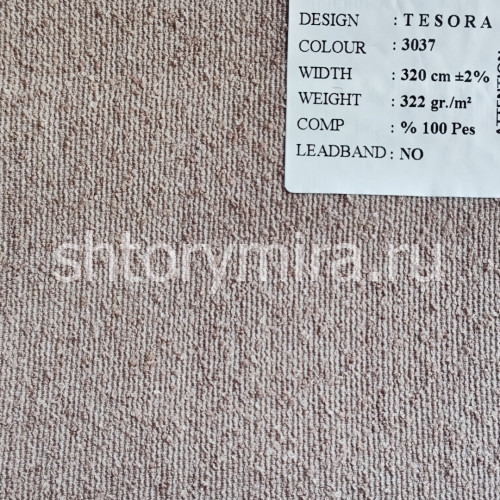 DESIGN : TESORA
COLOUR : 3037
WIDTH : 320 cm ±2%
WEIGHT : 322 gr./m²
COMP : % 100 Pes
LEADBAND : NO
ATTENTION
shtorymira.ru